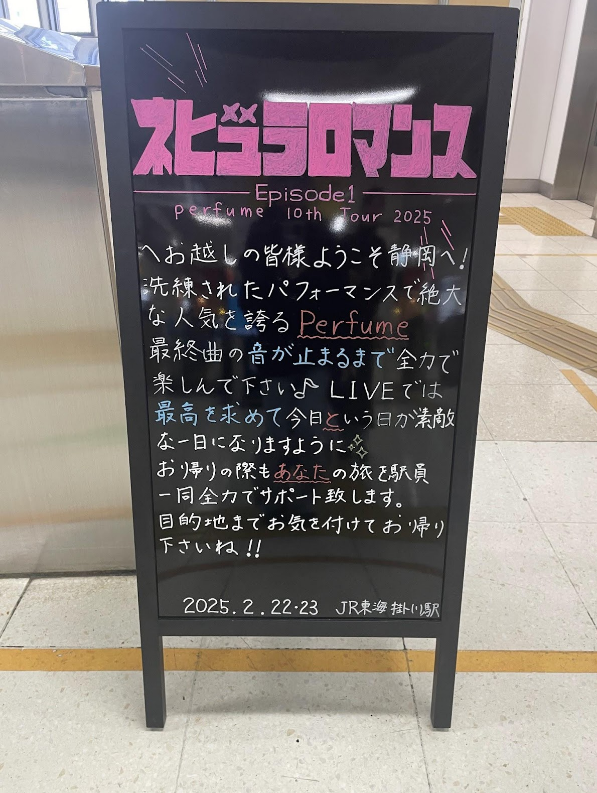 ネビュラロマンス
Episode1
Perfume 10th Tour 2025
へお越しの皆様ようこそ静岡へ!
洗練されたパフォーマンスで絶大
な人気を誇る Perfume
最終曲の音が止まるまで全力で
楽しんで下さい♪ LIVEでは
最高を求めて今日という日が素敵
な一日になりますように✨
お帰りの際もあなたの旅を駅員
一同全力でサポート致します。
目的地までお気を付けてお帰り
下さいね!!
2025.2.22・23 JR東海掛川駅